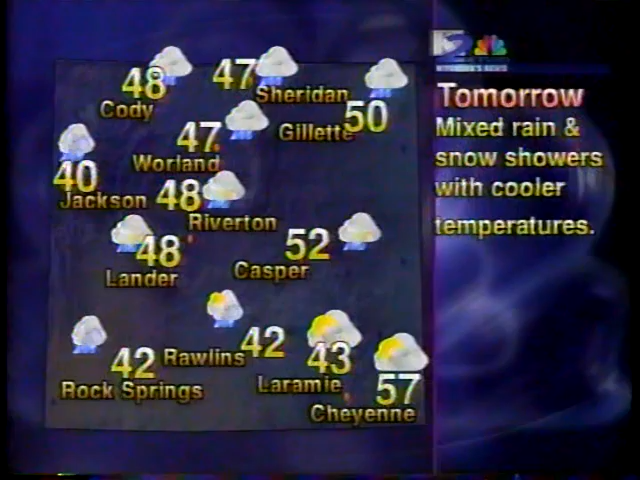 48
Cody
47
Sheridan
50
Gillette
47
Worland
40
Jackson
48
Riverton
48
Lander
52
Casper
42
Rock Springs
Rawlins
42
43
Laramie
57
Cheyenne
Tomorrow
Mixed rain &
snow showers
with cooler
temperatures.